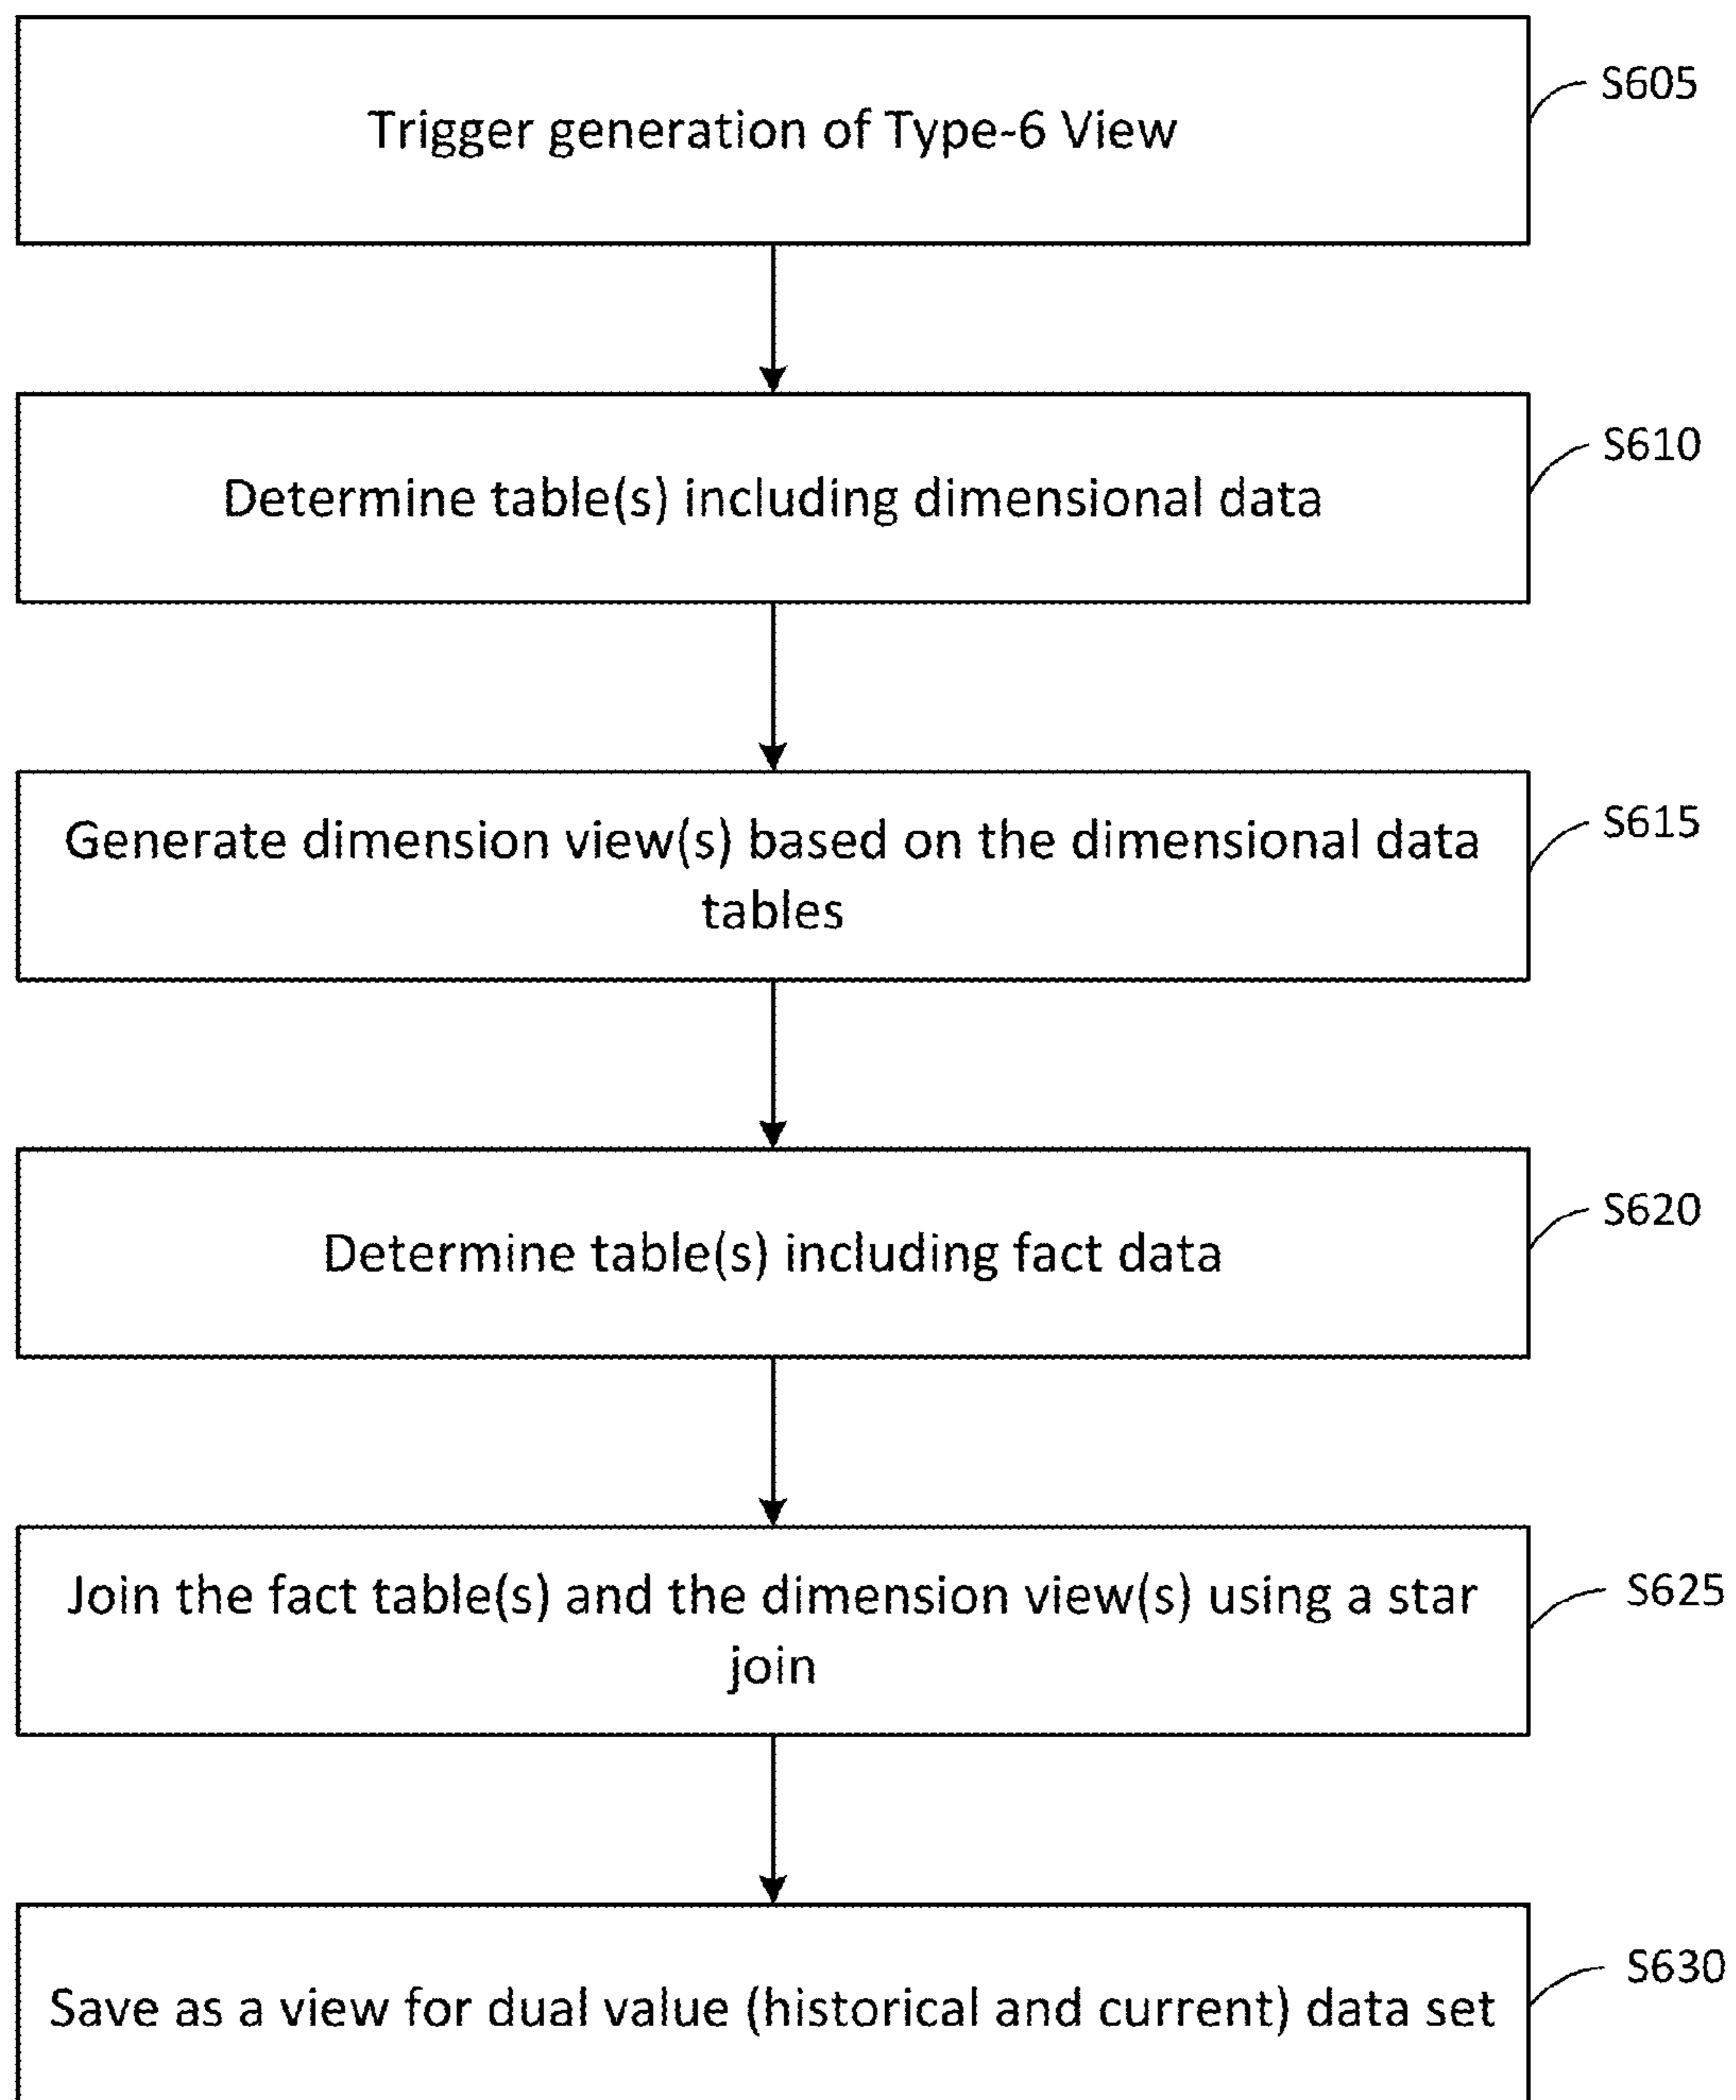 Trigger generation of Type-6 View
S605
Determine table(s) including dimensional data
S610
Generate dimension view(s) based on the dimensional data
tables
S615
Determine table(s) including fact data
S620
Join the fact table(s) and the dimension view(s) using a star
join
S625
Save as a view for dual value (historical and current) data set
S630